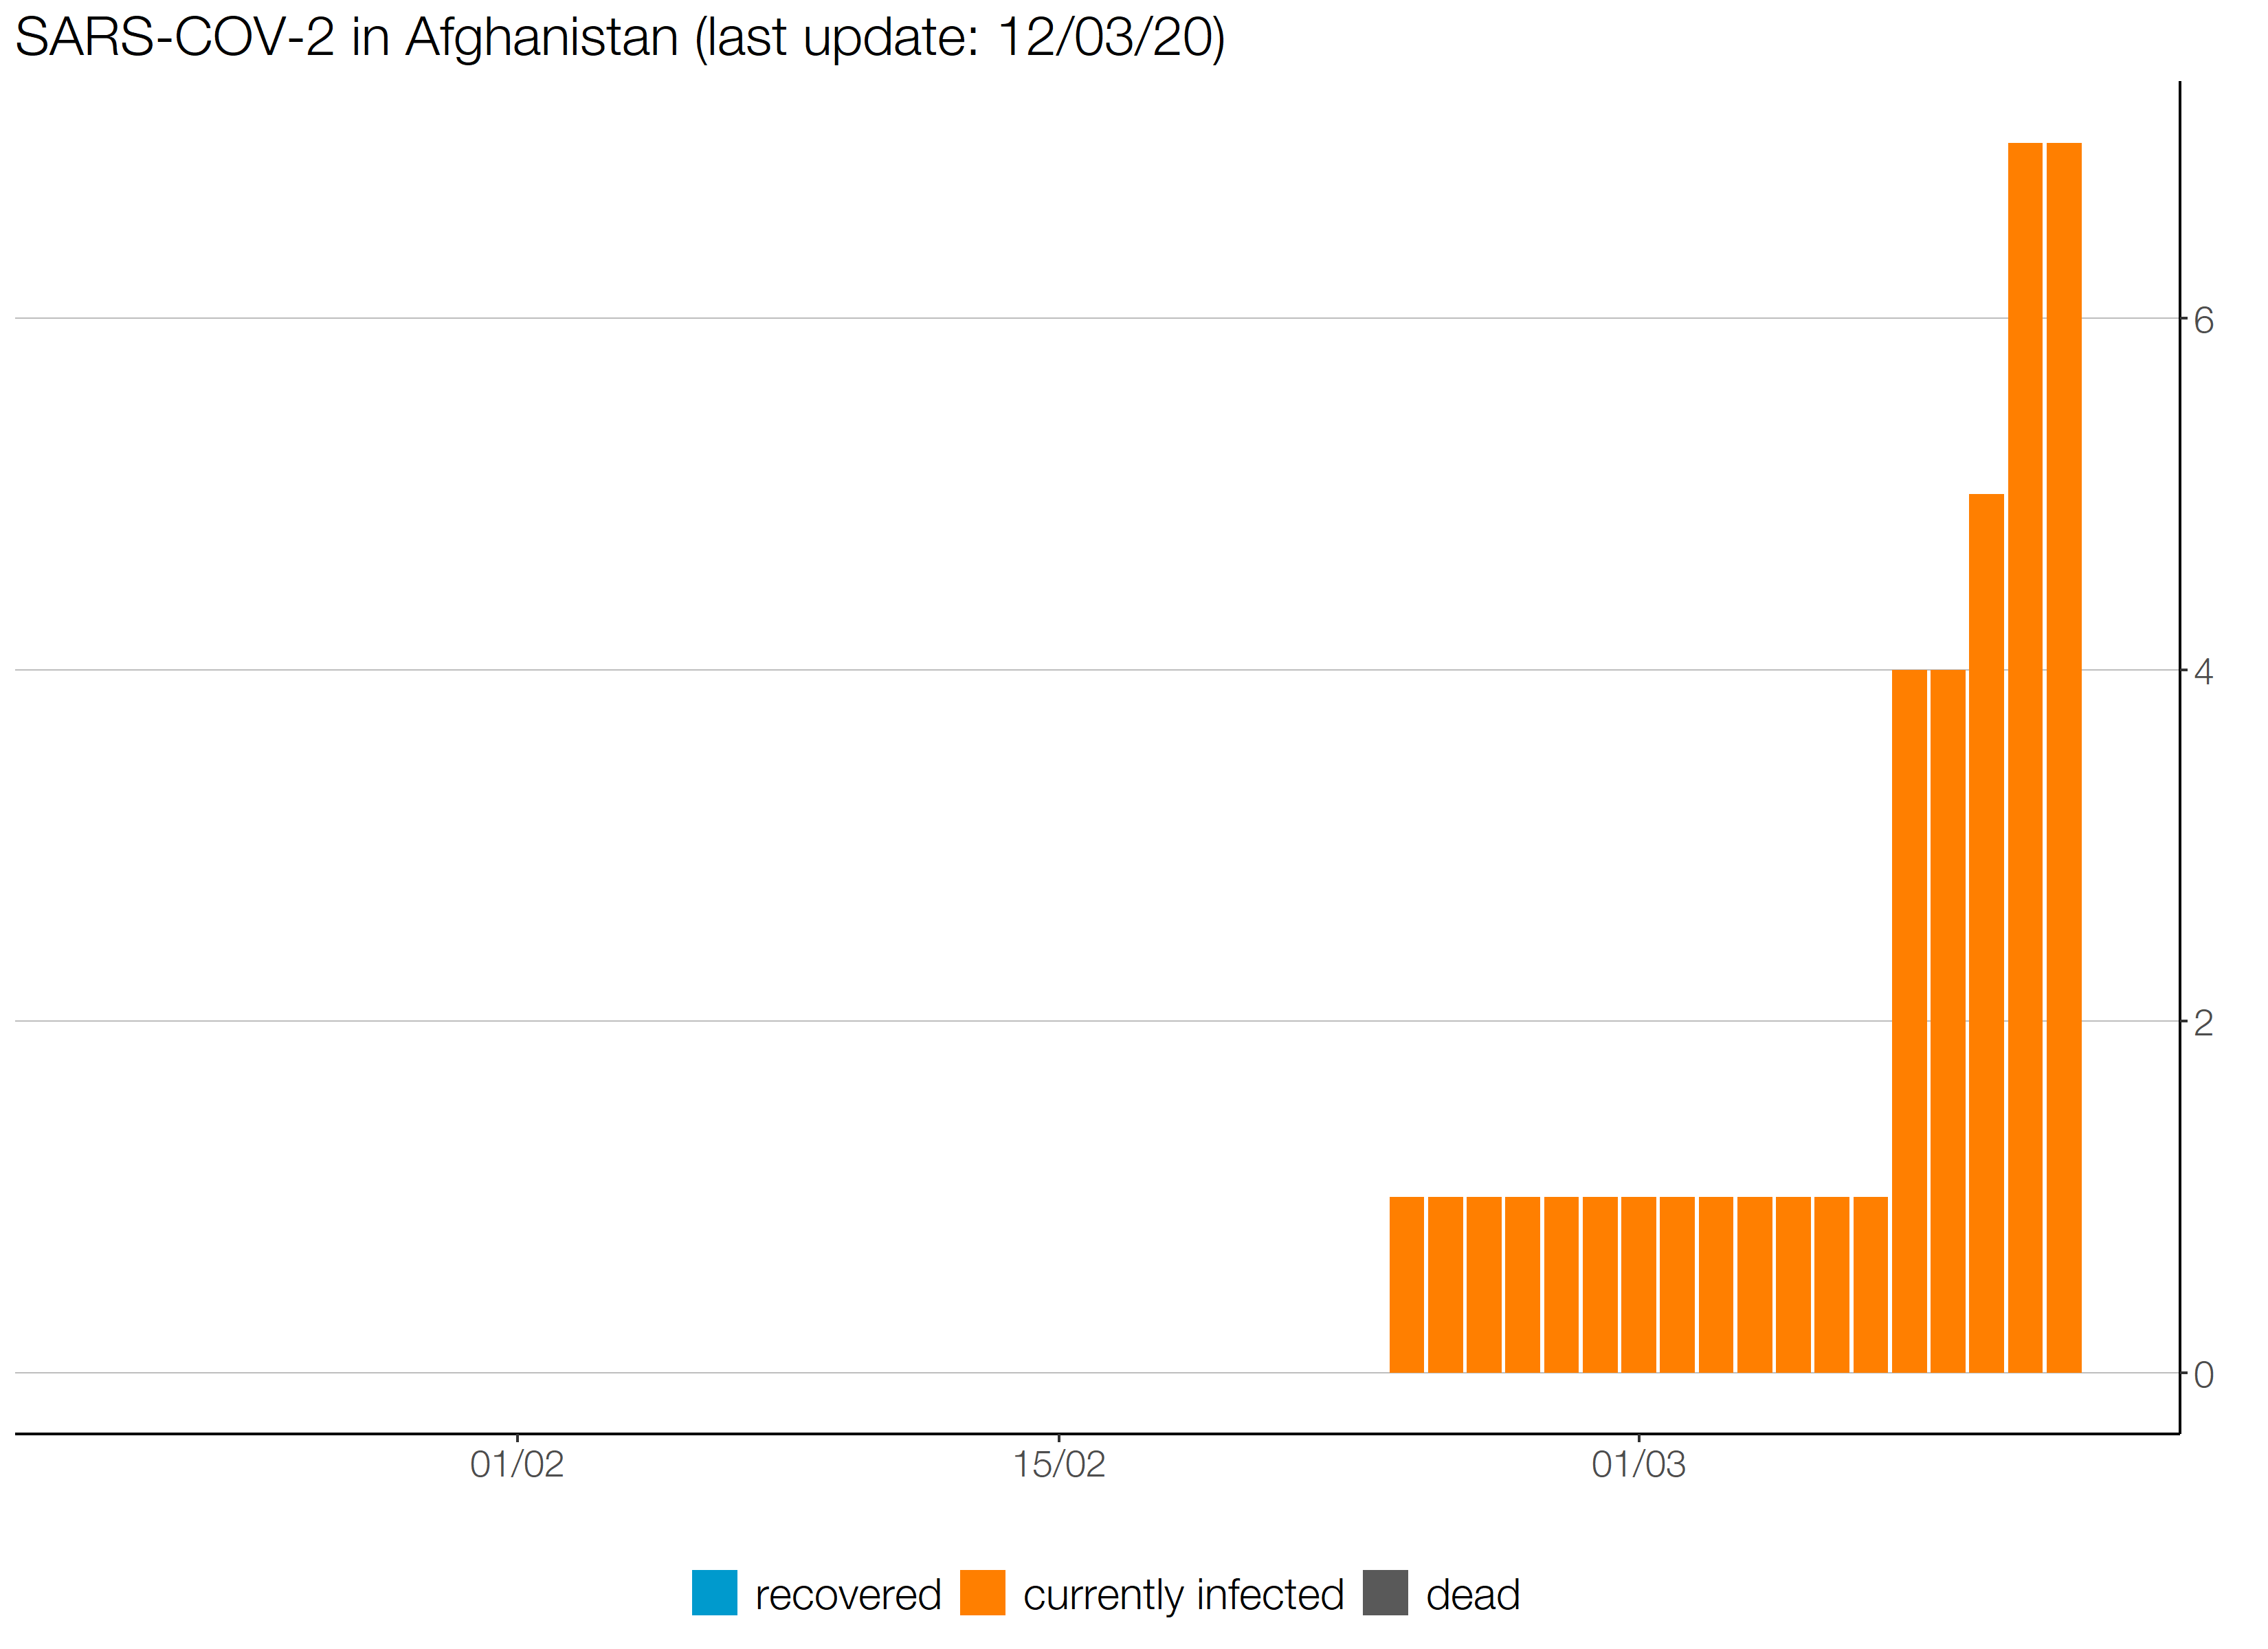 SARS-COV-2 in Afghanistan (last update: 12/03/20)
6
4
2
0
01/02 15/02 01/03
recovered currently infected dead